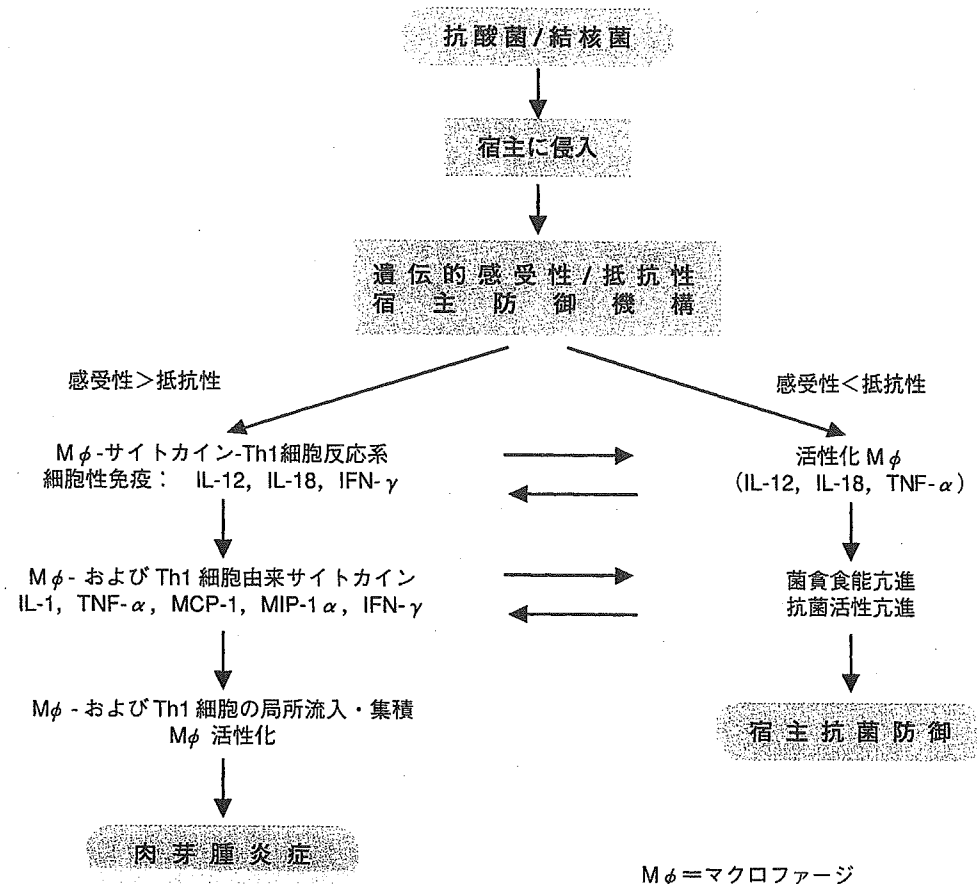 抗酸菌/結核菌
宿主に侵入
遺伝的感受性/抵抗性
宿主防御機構
感受性>抵抗性
感受性<抵抗性
Mφ-サイトカイン-Th1細胞反応系
細胞性免疫： IL-12, IL-18, IFN-γ
活性化 Mφ
(IL-12, IL-18, TNF-α)
Mφ- および Th1 細胞由来サイトカイン
IL-1, TNF-α, MCP-1, MIP-1α, IFN-γ
菌貪食能亢進
抗菌活性亢進
Mφ - および Th1 細胞の局所流入・集積
Mφ 活性化
宿主抗菌防御
肉芽腫炎症
Mφ＝マクロファージ